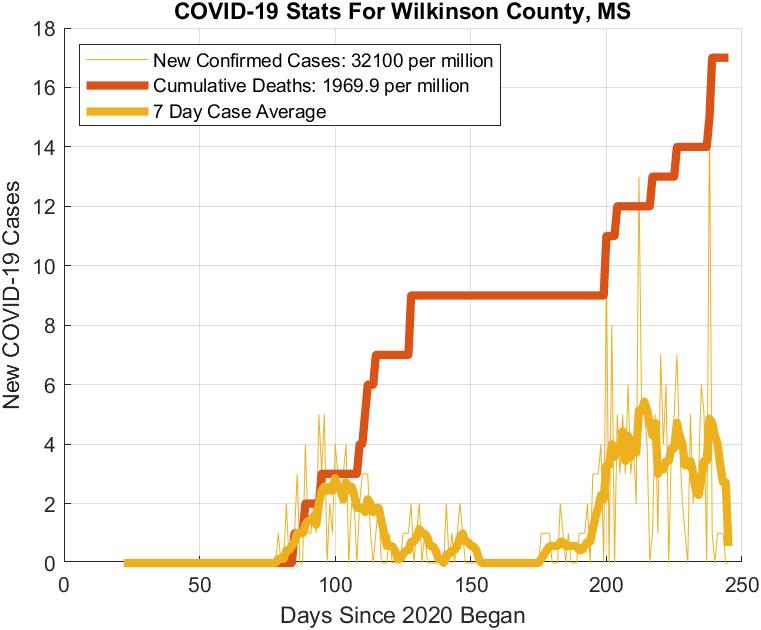 COVID-19 Stats For Wilkinson County, MS
New Confirmed Cases: 32100 per million
Cumulative Deaths: 1969.9 per million
7 Day Case Average
New COVID-19 Cases
18
16
14
12
10
8
6
4
2
0
0 50 100 150 200 250
Days Since 2020 Began